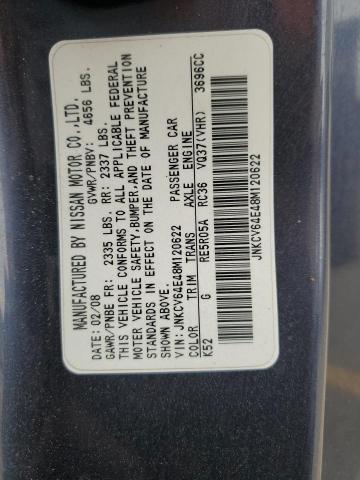 MANUFACTURED BY NISSAN MOTOR CO.,LTD.
DATE: 02/08 GVWR/PNBV: 4656 LBS.
GAWR/PNBE FR: 2335 LBS. RR: 2337 LBS.
THIS VEHICLE CONFORMS TO ALL APPLICABLE FEDERAL
MOTOR VEHICLE SAFETY,BUMPER,AND THEFT PREVENTION
STANDARDS IN EFFECT ON THE DATE OF MANUFACTURE
SHOWN ABOVE.
VIN: JNKCV64E48M120622 PASSENGER CAR
COLOR TRIM TRANS AXLE ENGINE
K52 G RE5R05A RC36 VQ37(VHR) 3696CC
JNKCV64E48M120622